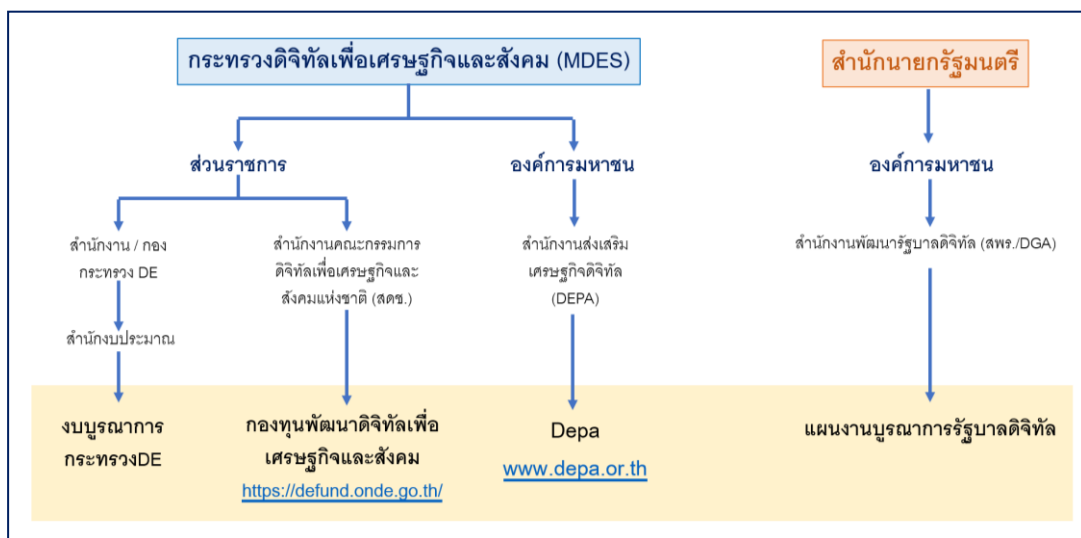 กระทรวงดิจิทัลเพื่อเศรษฐกิจและสังคม (MDES)
สำนักนายกรัฐมนตรี
ส่วนราชการ
องค์การมหาชน
องค์การมหาชน
สำนักงาน / กอง
กระทรวง DE
สำนักงบประมาณ
สำนักงานคณะกรรมการ
ดิจิทัลเพื่อเศรษฐกิจและ
สังคมแห่งชาติ (สดช.)
สำนักงานส่งเสริม
เศรษฐกิจดิจิทัล
(DEPA)
สำนักงานพัฒนารัฐบาลดิจิทัล (สพร./DGA)
งบบูรณาการ
กระทรวงDE
กองทุนพัฒนาดิจิทัลเพื่อ
เศรษฐกิจและสังคม
https://defund.onde.go.th/
Depa
www.depa.or.th
แผนงานบูรณาการรัฐบาลดิจิทัล